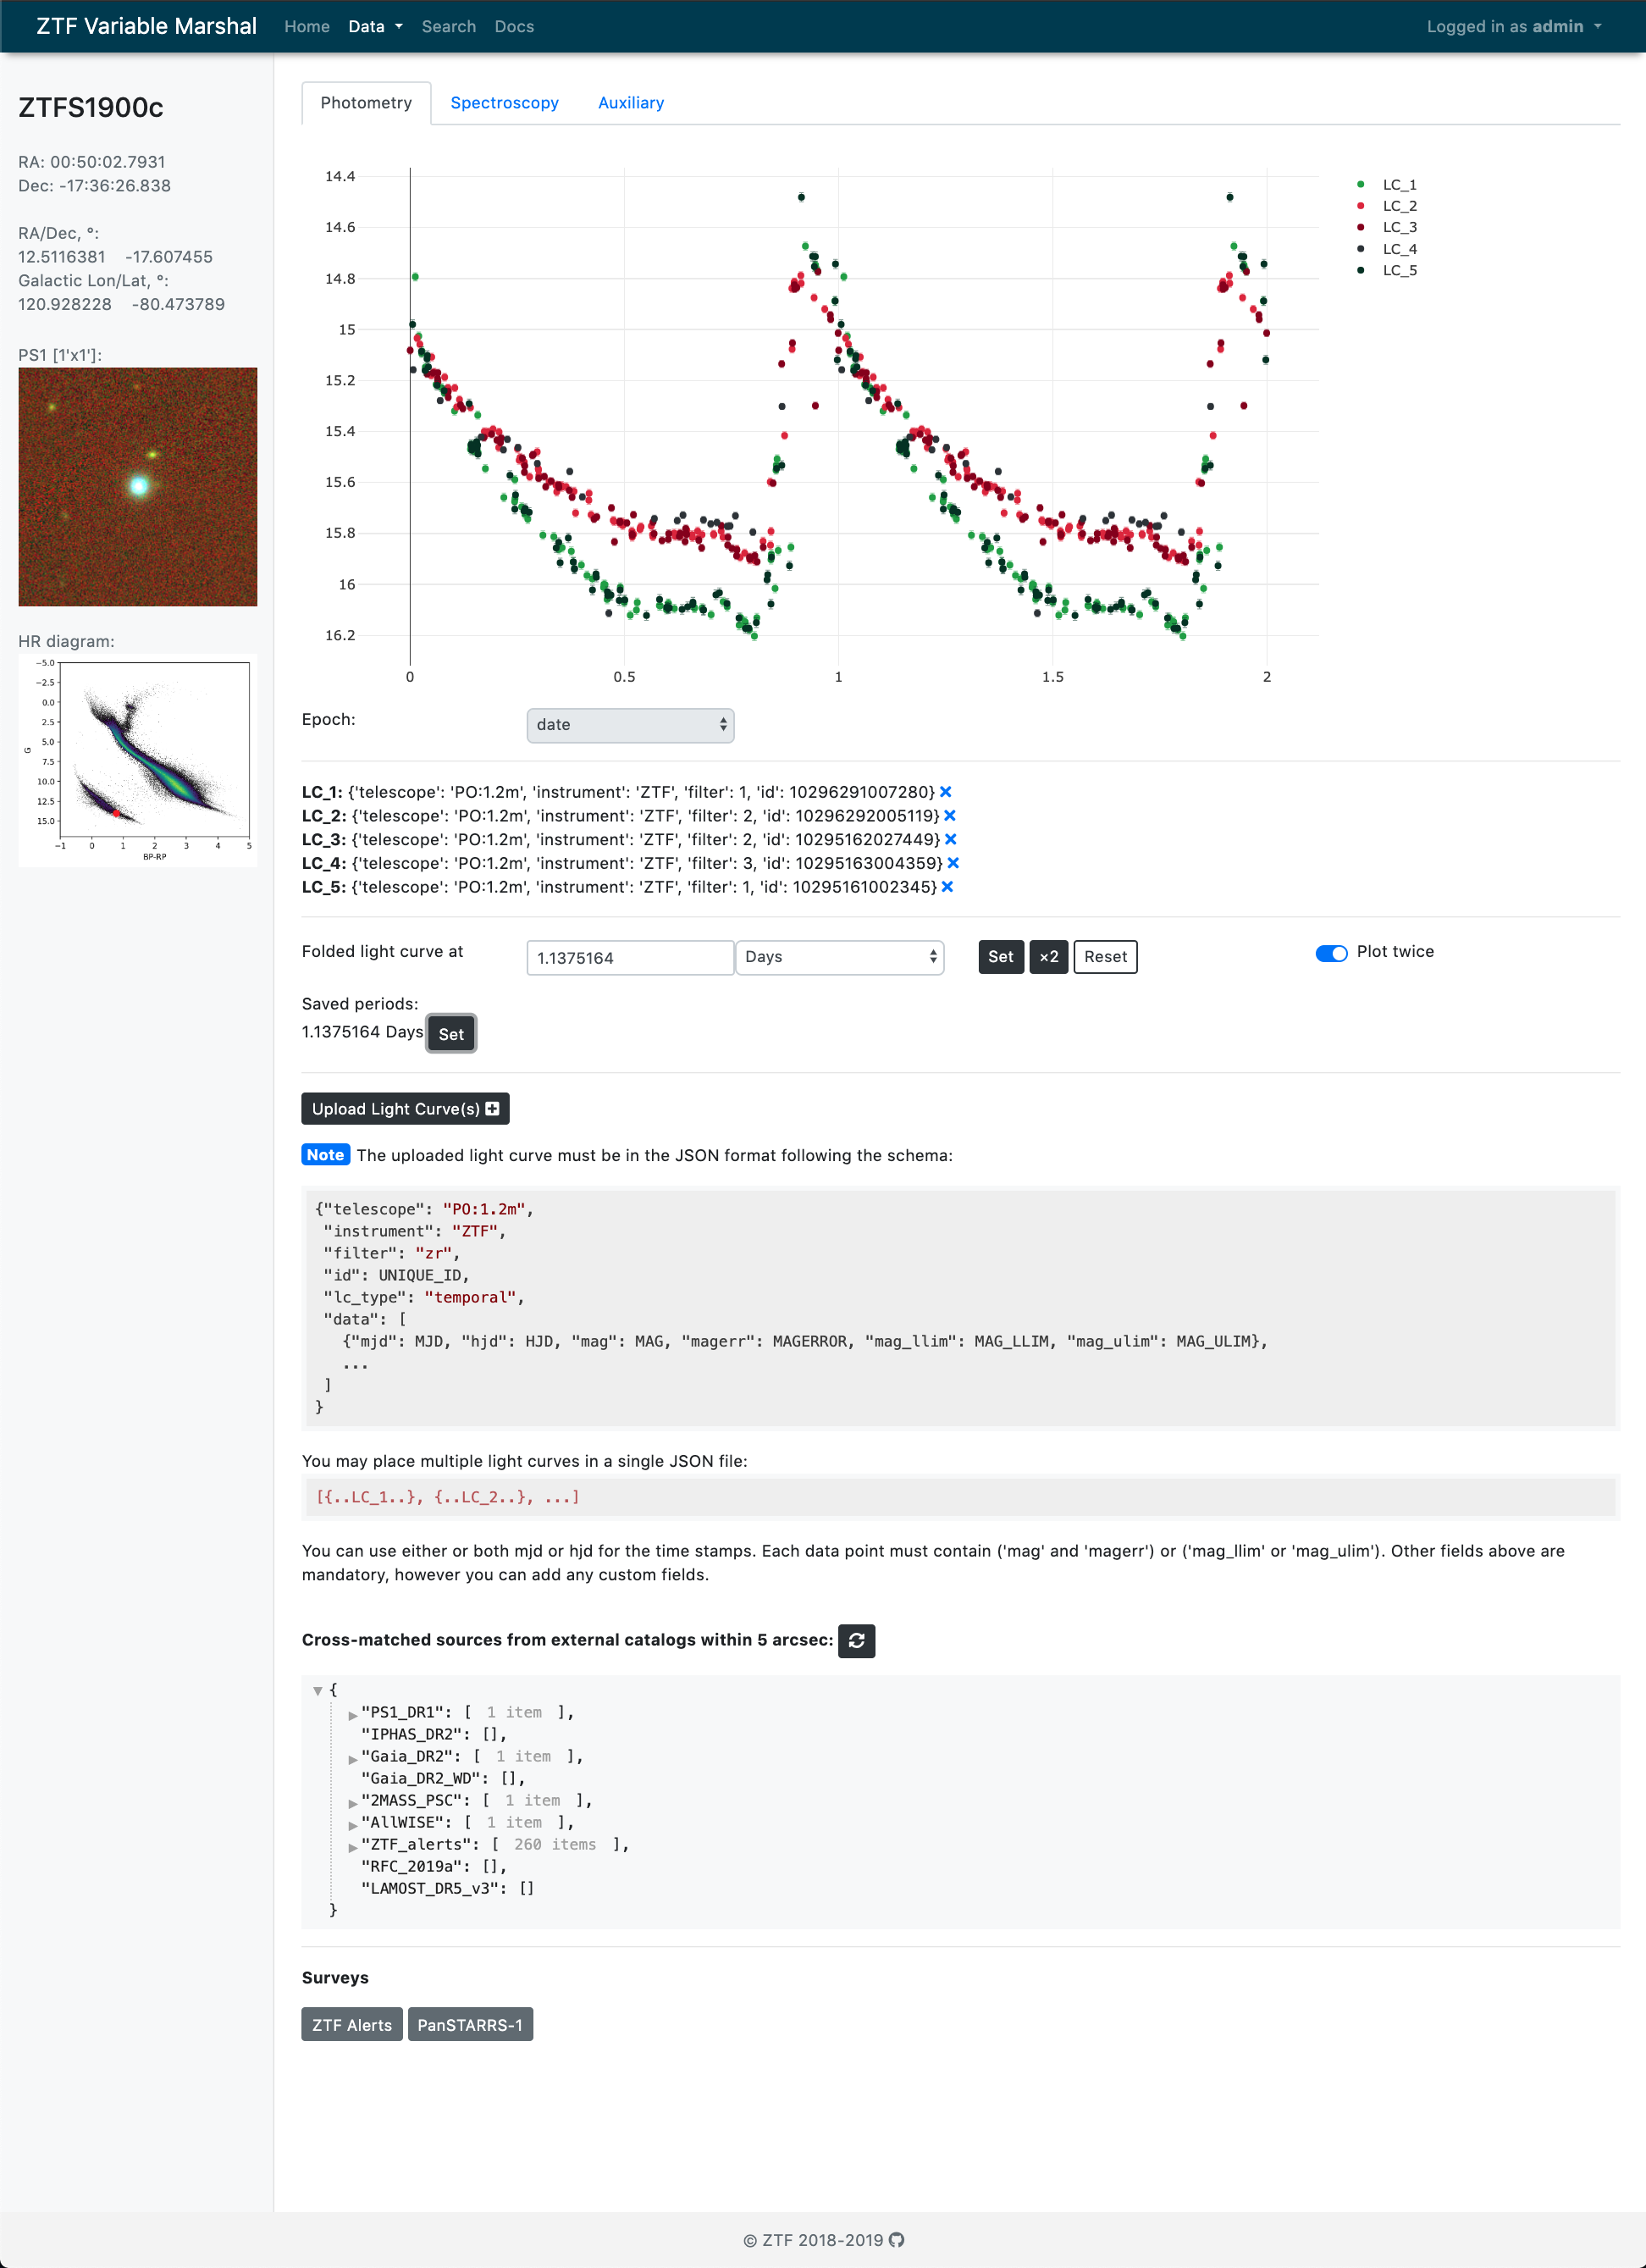 ZTF Variable Marshal Home Data Search Docs Logged in as admin
ZTFS1900c
RA: 00:50:02.7931
Dec: -17:36:26.838
RA/Dec, °:
12.5116381 -17.607455
Galactic Lon/Lat, °:
120.928228 -80.473789
PS1 [1'x1']:
HR diagram:
−5.0
−2.5
0.0
2.5
5.0
7.5
10.0
12.5
15.0
G
−1 0 1 2 3 4 5
BP-RP
Photometry Spectroscopy Auxiliary
14.4
14.6
14.8
15
15.2
15.4
15.6
15.8
16
16.2
0 0.5 1 1.5 2
LC_1
LC_2
LC_3
LC_4
LC_5
Epoch: date
LC_1: {'telescope': 'PO:1.2m', 'instrument': 'ZTF', 'filter': 1, 'id': 10296291007280}
LC_2: {'telescope': 'PO:1.2m', 'instrument': 'ZTF', 'filter': 2, 'id': 10296292005119}
LC_3: {'telescope': 'PO:1.2m', 'instrument': 'ZTF', 'filter': 2, 'id': 10295162027449}
LC_4: {'telescope': 'PO:1.2m', 'instrument': 'ZTF', 'filter': 3, 'id': 10295163004359}
LC_5: {'telescope': 'PO:1.2m', 'instrument': 'ZTF', 'filter': 1, 'id': 10295161002345}
Folded light curve at 1.1375164 Days Set ×2 Reset Plot twice
Saved periods:
1.1375164 Days Set
Upload Light Curve(s)
Note The uploaded light curve must be in the JSON format following the schema:
{"telescope": "PO:1.2m",
"instrument": "ZTF",
"filter": "zr",
"id": UNIQUE_ID,
"lc_type": "temporal",
"data": [
{"mjd": MJD, "hjd": HJD, "mag": MAG, "magerr": MAGERROR, "mag_llim": MAG_LLIM, "mag_ulim": MAG_ULIM},
...
]
}
You may place multiple light curves in a single JSON file:
[{..LC_1..}, {..LC_2..}, ...]
You can use either or both mjd or hjd for the time stamps. Each data point must contain ('mag' and 'magerr') or ('mag_llim' or 'mag_ulim'). Other fields above are
mandatory, however you can add any custom fields.
Cross-matched sources from external catalogs within 5 arcsec:
{
"PS1_DR1": [ 1 item ],
"IPHAS_DR2": [],
"Gaia_DR2": [ 1 item ],
"Gaia_DR2_WD": [],
"2MASS_PSC": [ 1 item ],
"AllWISE": [ 1 item ],
"ZTF_alerts": [ 260 items ],
"RFC_2019a": [],
"LAMOST_DR5_v3": []
}
Surveys
ZTF Alerts PanSTARRS-1
© ZTF 2018-2019